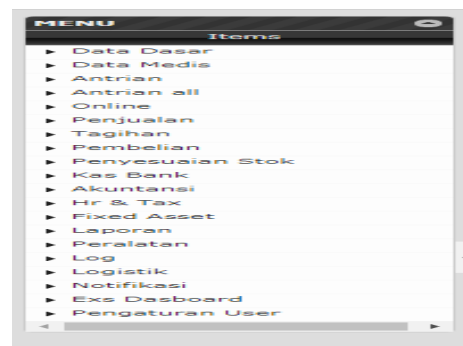 MENU
Items
Data Dasar
Data Medis
Antrian
Antrian all
Online
Penjualan
Tagihan
Pembelian
Penyesuaian Stok
Kas Bank
Akuntansi
Hr & Tax
Fixed Asset
Laporan
Peralatan
Log
Logistik
Notifikasi
Exs Dasboard
Pengaturan User